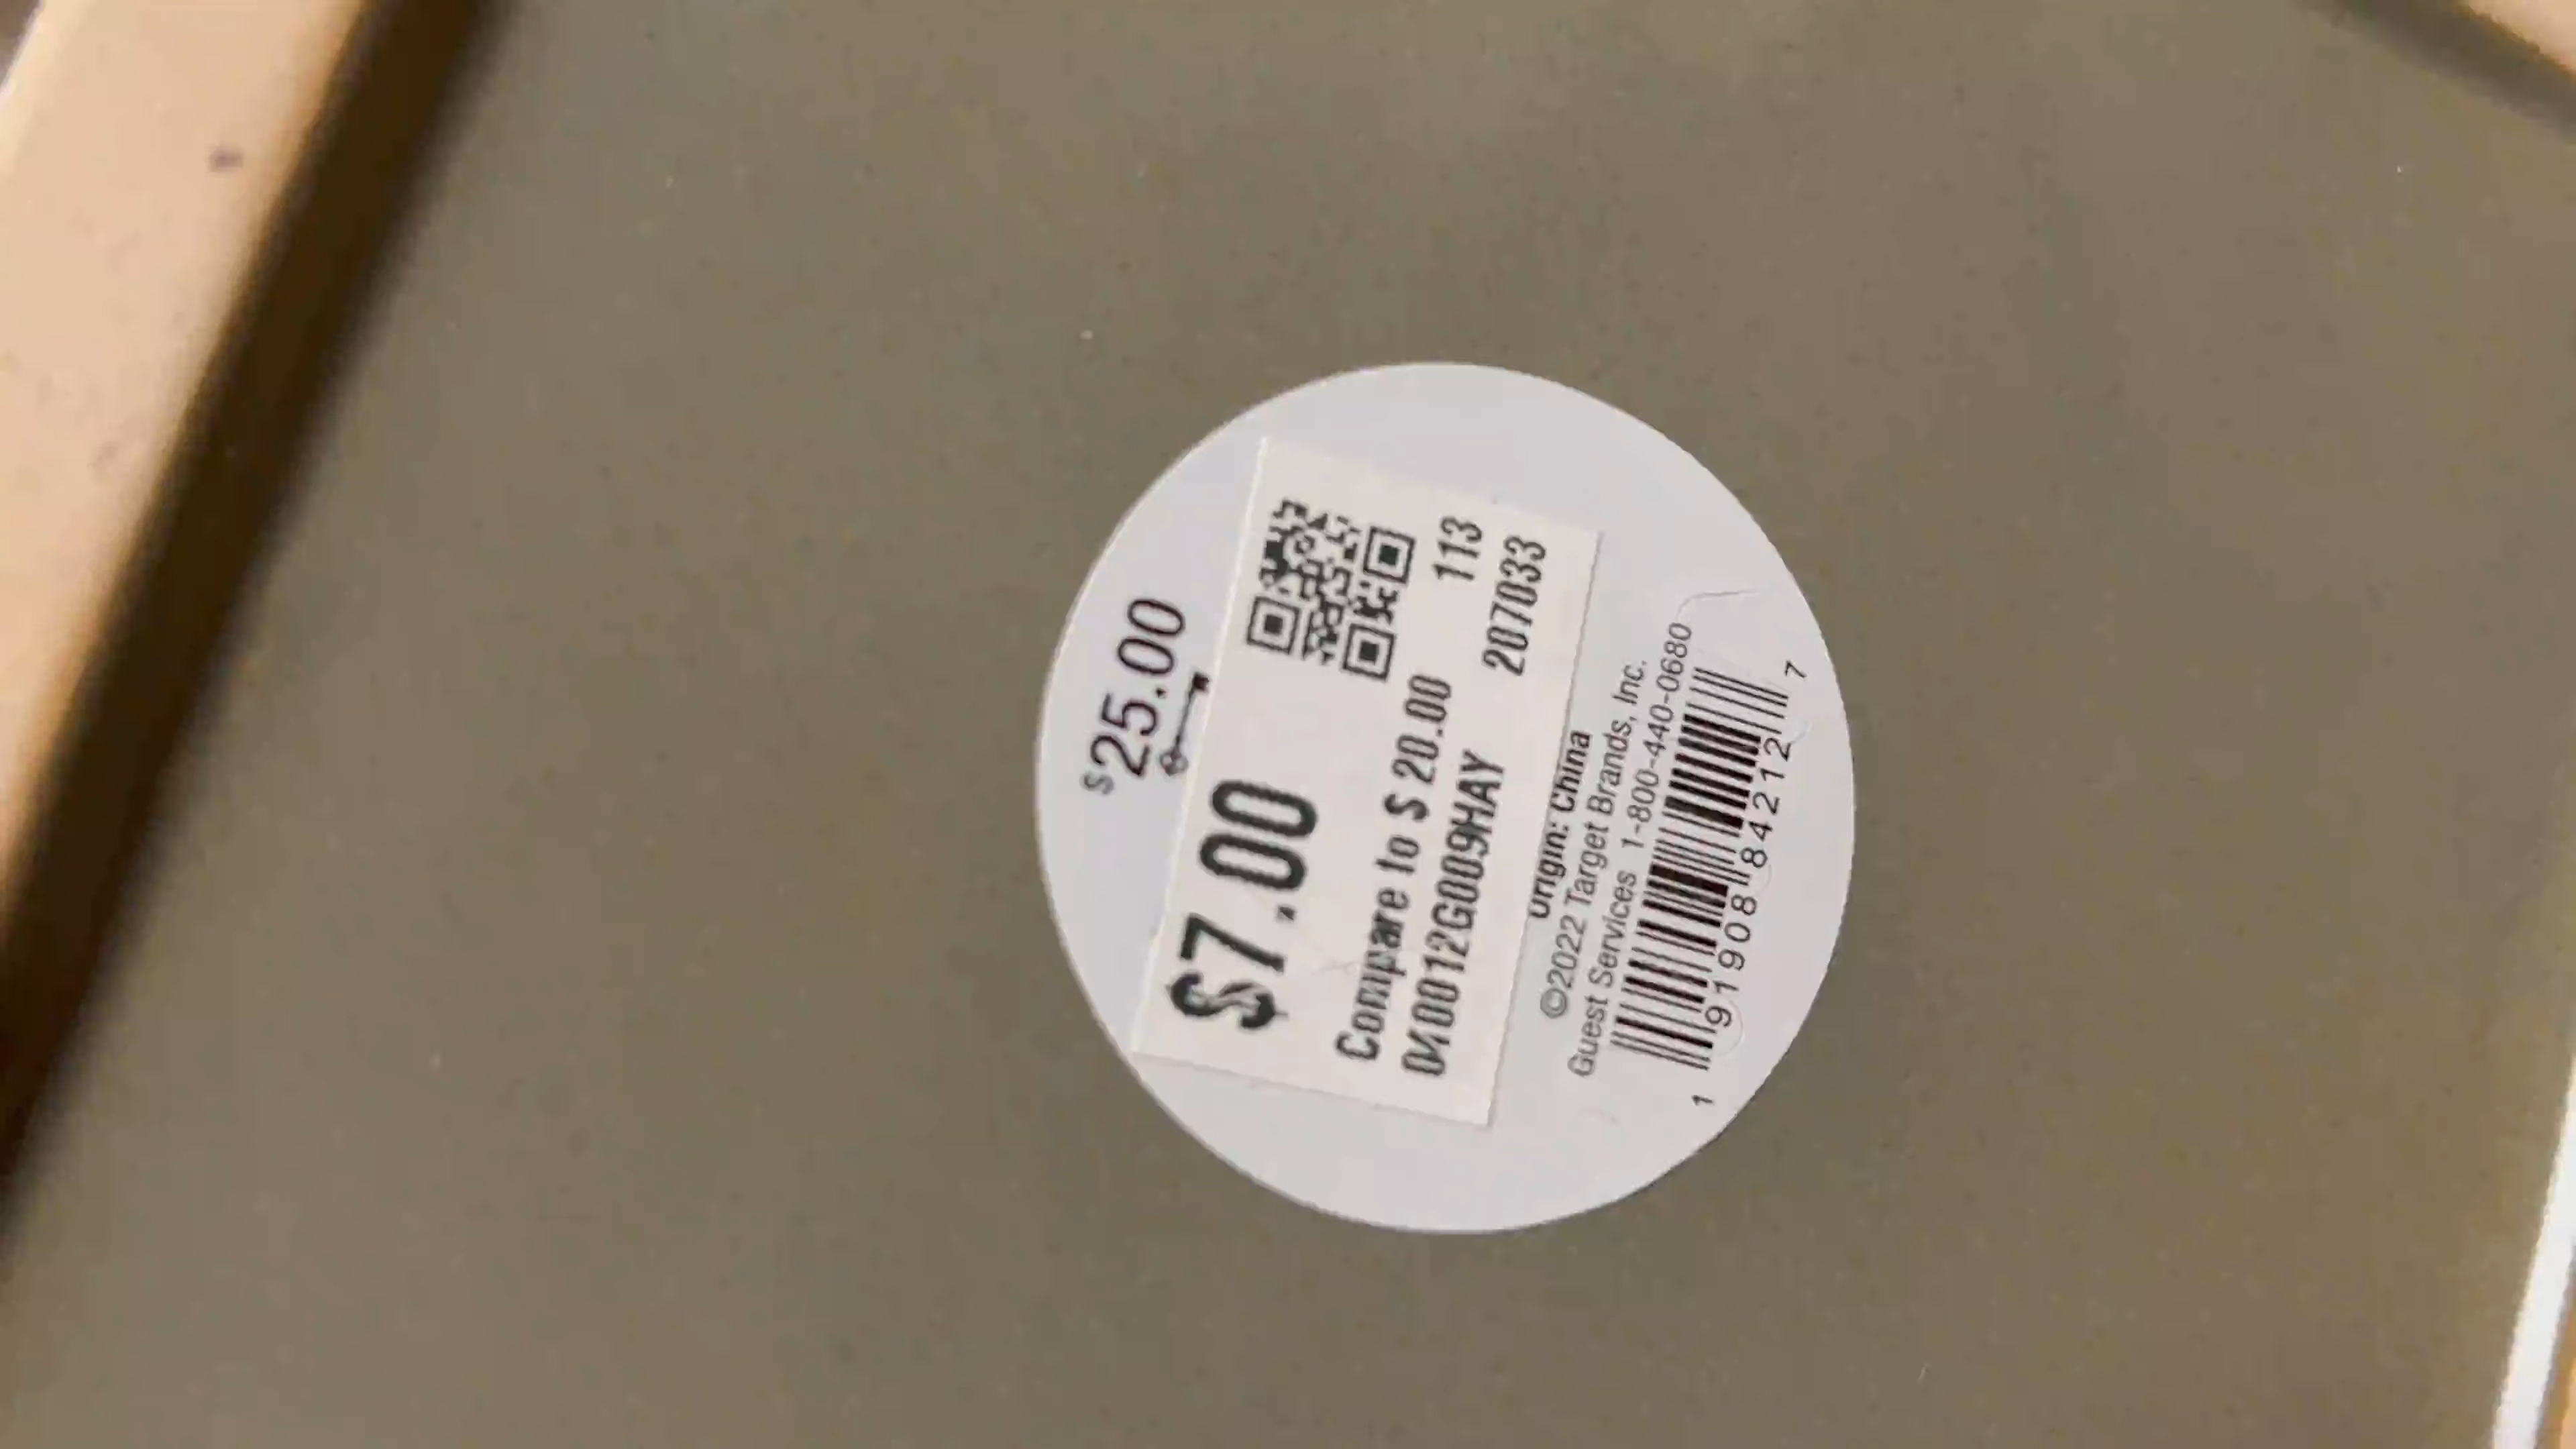 $25.00
$7.00
113
Compare to $ 20.00
207033
040012G009HAY
Origin: China
©2022 Target Brands, Inc.
Guest Services 1-800-440-0680
1 91908 84212 7